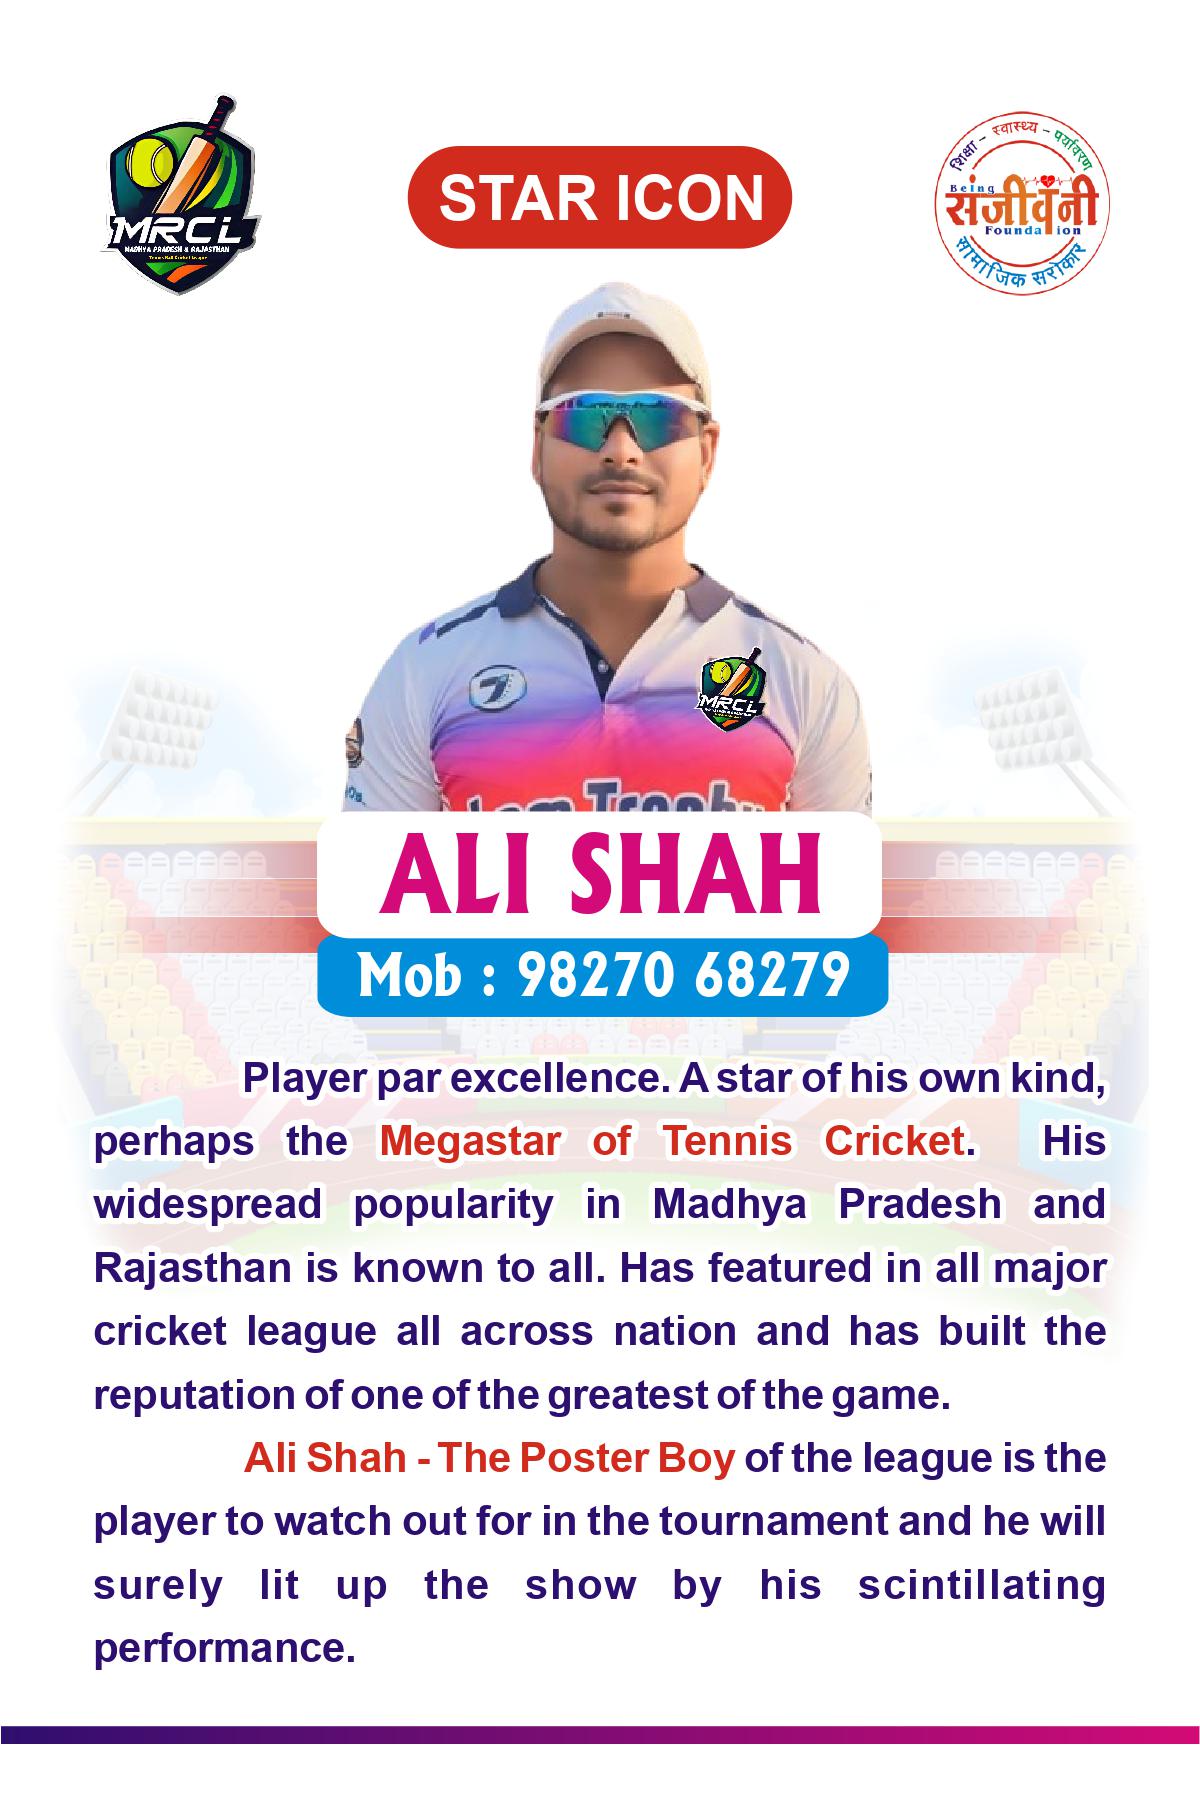 MRCL
MADHYA PRADESH & RAJASTHAN
Tennis Ball Cricket League
STAR ICON
शिक्षा - स्वास्थ्य - पर्यावरण
Being
संजीवनी
Foundation
सामाजिक सरोकार
7
MRCL
Trophy
ALI SHAH
Mob : 98270 68279
Player par excellence. A star of his own kind,
perhaps the Megastar of Tennis Cricket. His
widespread popularity in Madhya Pradesh and
Rajasthan is known to all. Has featured in all major
cricket league all across nation and has built the
reputation of one of the greatest of the game.
Ali Shah - The Poster Boy of the league is the
player to watch out for in the tournament and he will
surely lit up the show by his scintillating
performance.